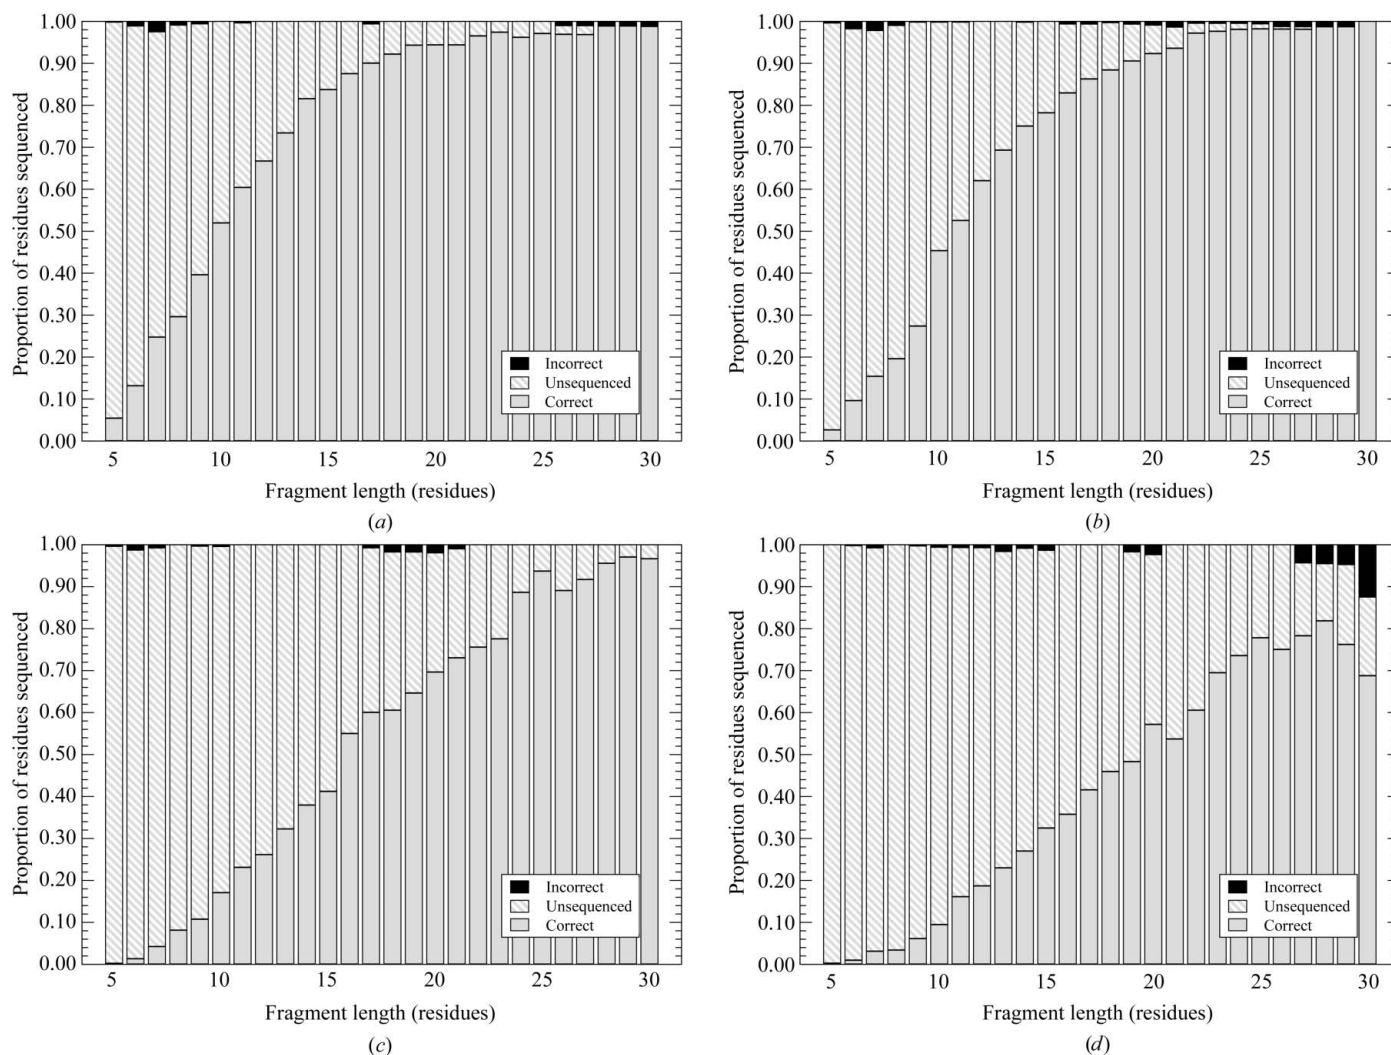 Proportion of residues sequenced
1.00
0.90
0.80
0.70
0.60
0.50
0.40
0.30
0.20
0.10
0.00
Incorrect
Unsequenced
Correct
5 10 15 20 25 30
Fragment length (residues)
(a)
Proportion of residues sequenced
1.00
0.90
0.80
0.70
0.60
0.50
0.40
0.30
0.20
0.10
0.00
Incorrect
Unsequenced
Correct
5 10 15 20 25 30
Fragment length (residues)
(b)
Proportion of residues sequenced
1.00
0.90
0.80
0.70
0.60
0.50
0.40
0.30
0.20
0.10
0.00
Incorrect
Unsequenced
Correct
5 10 15 20 25 30
Fragment length (residues)
(c)
Proportion of residues sequenced
1.00
0.90
0.80
0.70
0.60
0.50
0.40
0.30
0.20
0.10
0.00
Incorrect
Unsequenced
Correct
5 10 15 20 25 30
Fragment length (residues)
(d)